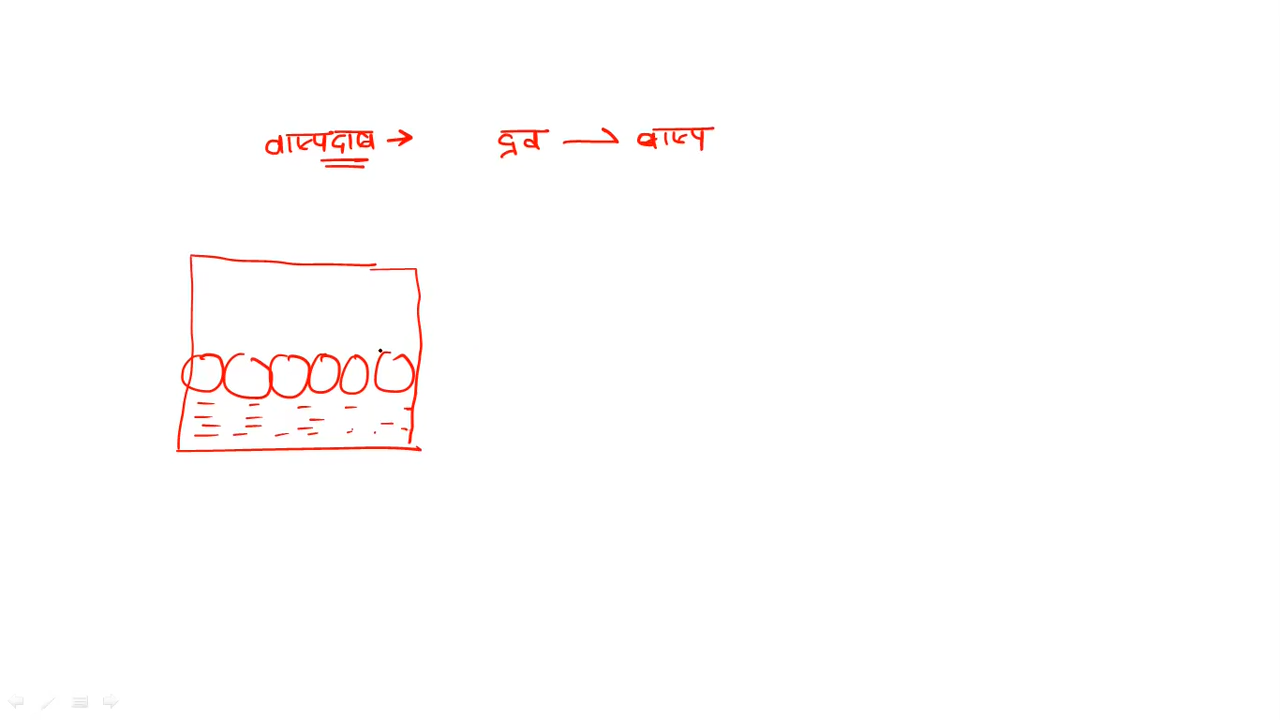 वाष्पदाब → द्रव → वाष्प